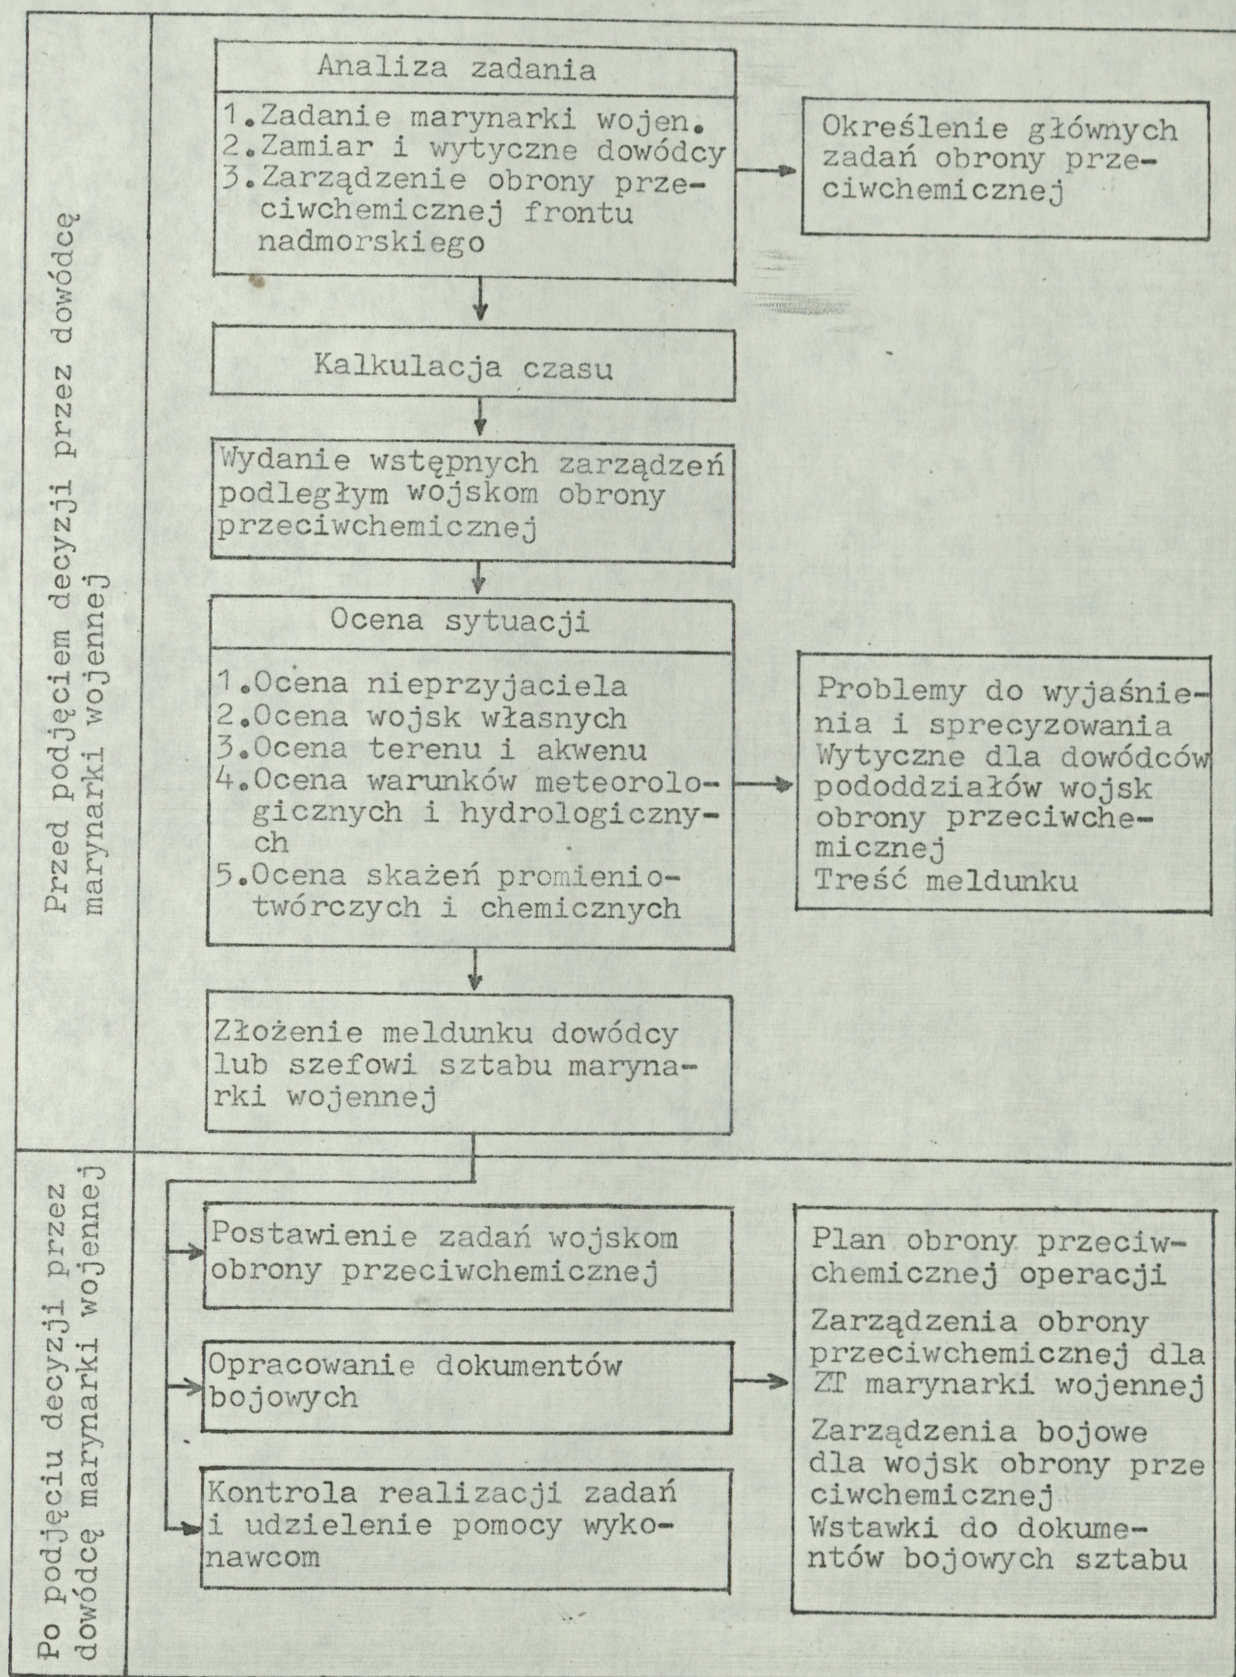 Przed podjęciem decyzji przez dowódcę
marynarki wojennej
Analiza zadania
1.Zadanie marynarki wojen.
2.Zamiar i wytyczne dowódcy
3.Zarządzenie obrony prze-
ciwchemicznej frontu
nadmorskiego
Określenie głównych
zadań obrony prze-
ciwchemicznej
Kalkulacja czasu
Wydanie wstępnych zarządzeń
podległym wojskom obrony
przeciwchemicznej
Ocena sytuacji
1.Ocena nieprzyjaciela
2.Ocena wojsk własnych
3.Ocena terenu i akwenu
4.Ocena warunków meteorolo-
gicznych i hydrologiczny-
ch
5.Ocena skażeń promienio-
twórczych i chemicznych
Problemy do wyjaśnie-
nia i sprecyzowania
Wytyczne dla dowódców
pododdziałów wojsk
obrony przeciwche-
micznej
Treść meldunku
Złożenie meldunku dowódcy
lub szefowi sztabu maryna-
rki wojennej
Po podjęciu decyzji przez
dowódcę marynarki wojennej
Postawienie zadań wojskom
obrony przeciwchemicznej
Opracowanie dokumentów
bojowych
Kontrola realizacji zadań
i udzielenie pomocy wyko-
nawcom
Plan obrony przeciw-
chemicznej operacji
Zarządzenia obrony
przeciwchemicznej dla
ZT marynarki wojennej
Zarządzenia bojowe
dla wojsk obrony prze
ciwchemicznej
Wstawki do dokume-
ntów bojowych sztabu